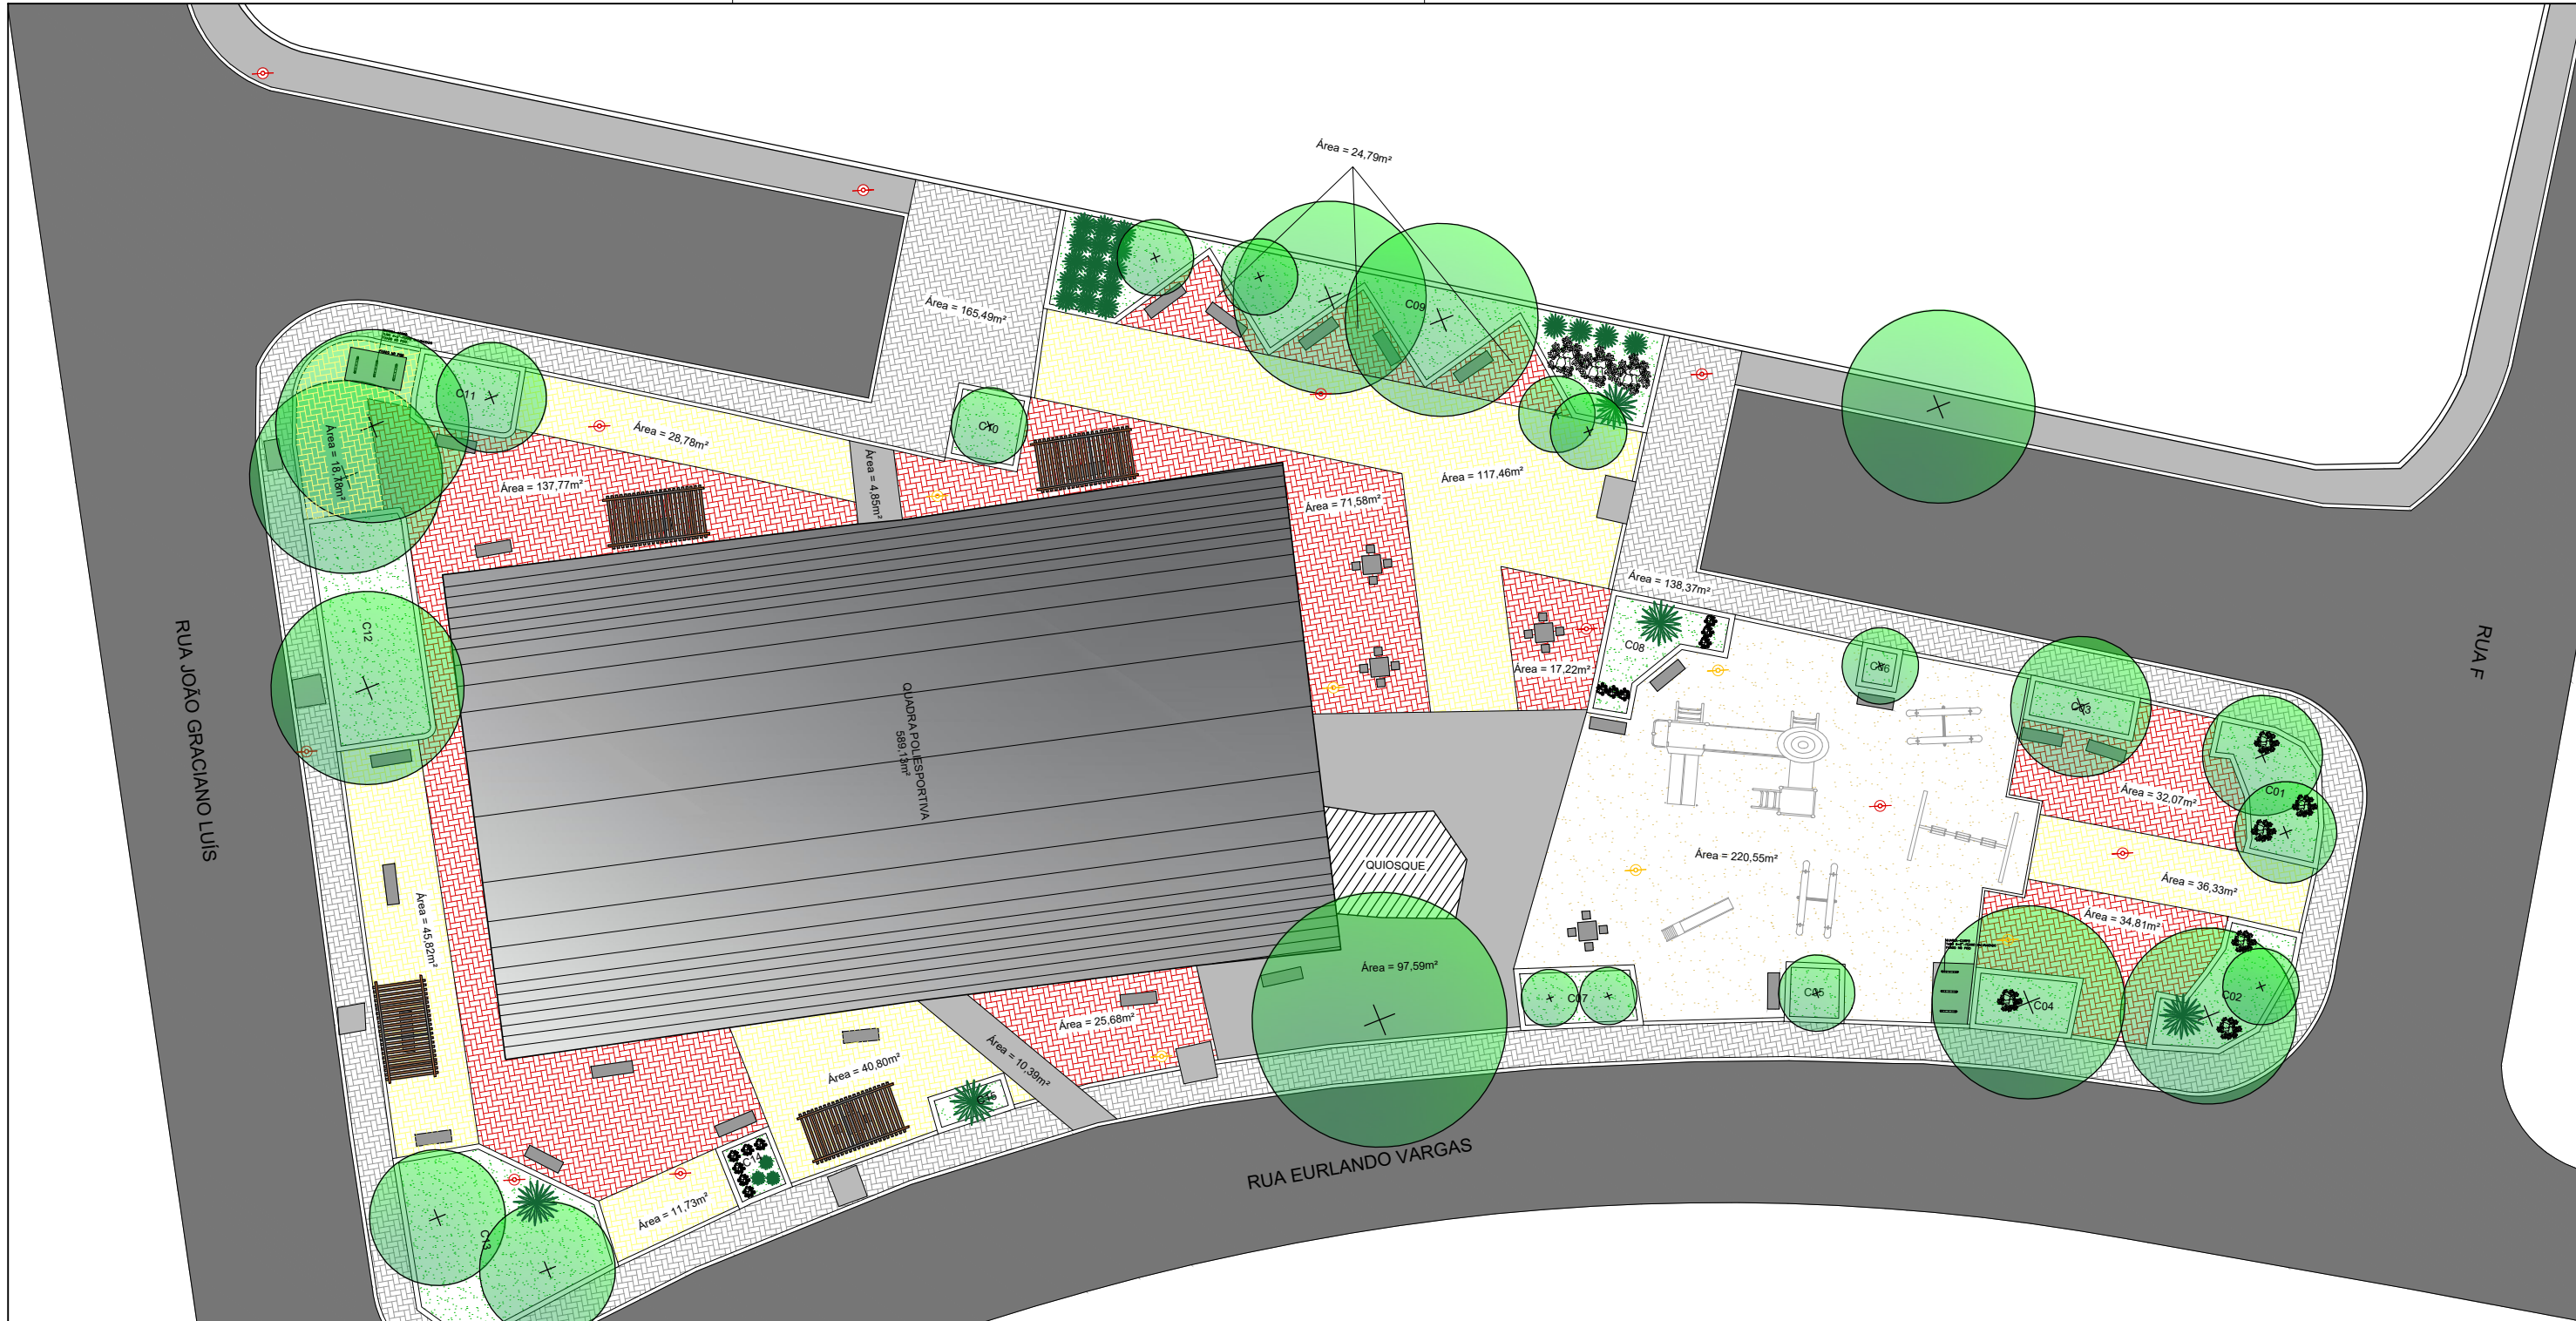 Área = 24,79m²
Área = 165,49m²
C09
C11
C10
Área = 28,78m²
Área = 18,78m²
Área = 4,85m²
Área = 137,77m²
Área = 117,46m²
Área = 71,58m²
Área = 138,37m²
C12
RUA JOÃO GRACIANO LUÍS
C08
RUA F
Área = 17,22m²
C06
C03
QUADRA POLIESPORTIVA
589,13m²
C01
Área = 32,07m²
Área = 220,55m²
QUIOSQUE
Área = 36,33m²
Área = 45,82m²
Área = 34,81m²
Área = 97,59m²
C07
C05
C04
C02
Área = 25,68m²
Área = 10,39m²
Área = 40,80m²
C14
RUA EURLANDO VARGAS
Área = 11,73m²
C13